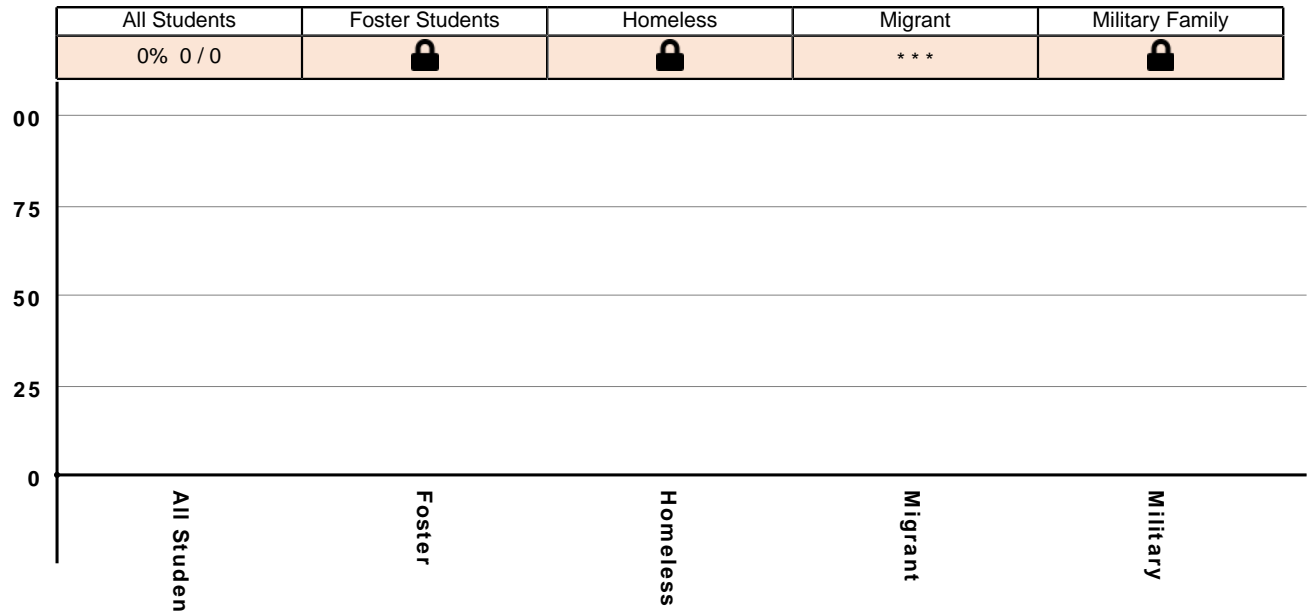 All Students Foster Students Homeless Migrant Military Family
0% 0 / 0 * * *
00
75
50
25
0
All Studen Foster Homeless Migrant Military